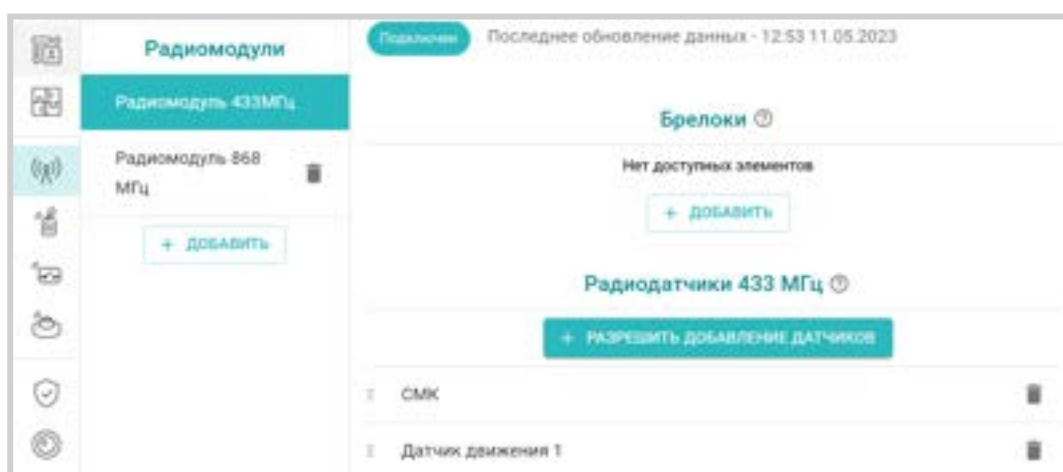 Радиомодули
Радиомодуль 433МГц
Радиомодуль 868
МГц
+ ДОБАВИТЬ
Подключен
Последнее обновление данных - 12:53 11.05.2023
Брелоки
Нет доступных элементов
+ ДОБАВИТЬ
Радиодатчики 433 МГц
+ РАЗРЕШИТЬ ДОБАВЛЕНИЕ ДАТЧИКОВ
СМК
Датчик движения 1